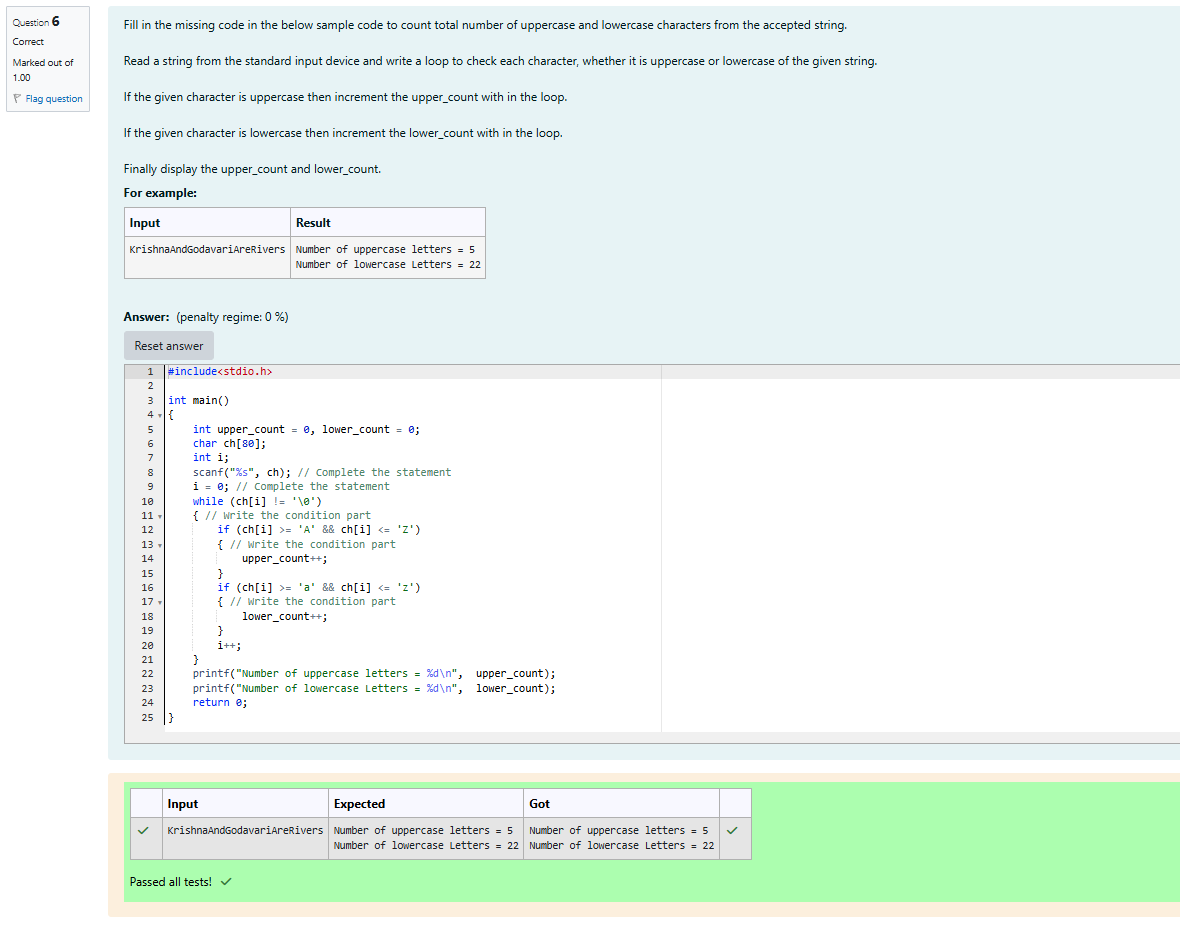 Question 6
Correct
Marked out of
1.00
Flag question
Fill in the missing code in the below sample code to count total number of uppercase and lowercase characters from the accepted string.
Read a string from the standard input device and write a loop to check each character, whether it is uppercase or lowercase of the given string.
If the given character is uppercase then increment the upper_count with in the loop.
If the given character is lowercase then increment the lower_count with in the loop.
Finally display the upper_count and lower_count.
For example:
Input Result
KrishnaAndGodavariAreRivers Number of uppercase letters = 5
Number of lowercase Letters = 22
Answer: (penalty regime: 0 %)
Reset answer
1 #include<stdio.h>
2
3 int main()
4 {
5 int upper_count = 0, lower_count = 0;
6 char ch[80];
7 int i;
8 scanf("%s", ch); // Complete the statement
9 i = 0; // Complete the statement
10 while (ch[i] != '\0')
11 { // Write the condition part
12 if (ch[i] >= 'A' && ch[i] <= 'Z')
13 { // Write the condition part
14 upper_count++;
15 }
16 if (ch[i] >= 'a' && ch[i] <= 'z')
17 { // Write the condition part
18 lower_count++;
19 }
20 i++;
21 }
22 printf("Number of uppercase letters = %d\n", upper_count);
23 printf("Number of lowercase Letters = %d\n", lower_count);
24 return 0;
25 }
Input Expected Got
KrishnaAndGodavariAreRivers Number of uppercase letters = 5 Number of uppercase letters = 5
Number of lowercase Letters = 22 Number of lowercase Letters = 22
Passed all tests!